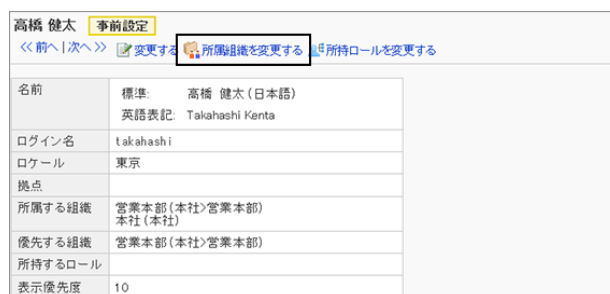 高橋 健太 事前設定
≪前へ|次へ≫ 変更する 所属組織を変更する 所持ロールを変更する
名前 標準: 高橋 健太(日本語)
英語表記: Takahashi Kenta
ログイン名 takahashi
ロケール 東京
拠点
所属する組織 営業本部(本社>営業本部)
本社(本社)
優先する組織 営業本部(本社>営業本部)
所持するロール
表示優先度 10